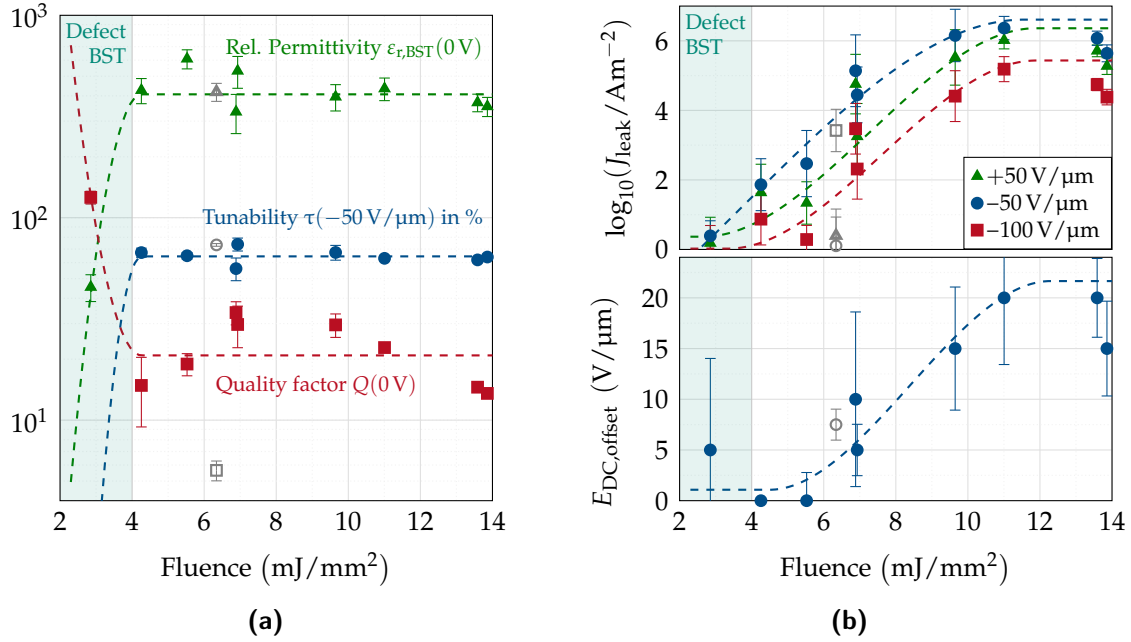 10³
10²
10¹
Defect
BST
Rel. Permittivity εr,BST(0 V)
Tunability τ(−50 V/µm) in %
Quality factor Q(0 V)
2 4 6 8 10 12 14
Fluence (mJ/mm²)
(a)
log₁₀(Jleak/Am⁻²)
6
4
2
0
Defect
BST
+50 V/µm
−50 V/µm
−100 V/µm
EDC,offset (V/µm)
20
15
10
5
0
2 4 6 8 10 12 14
Fluence (mJ/mm²)
(b)